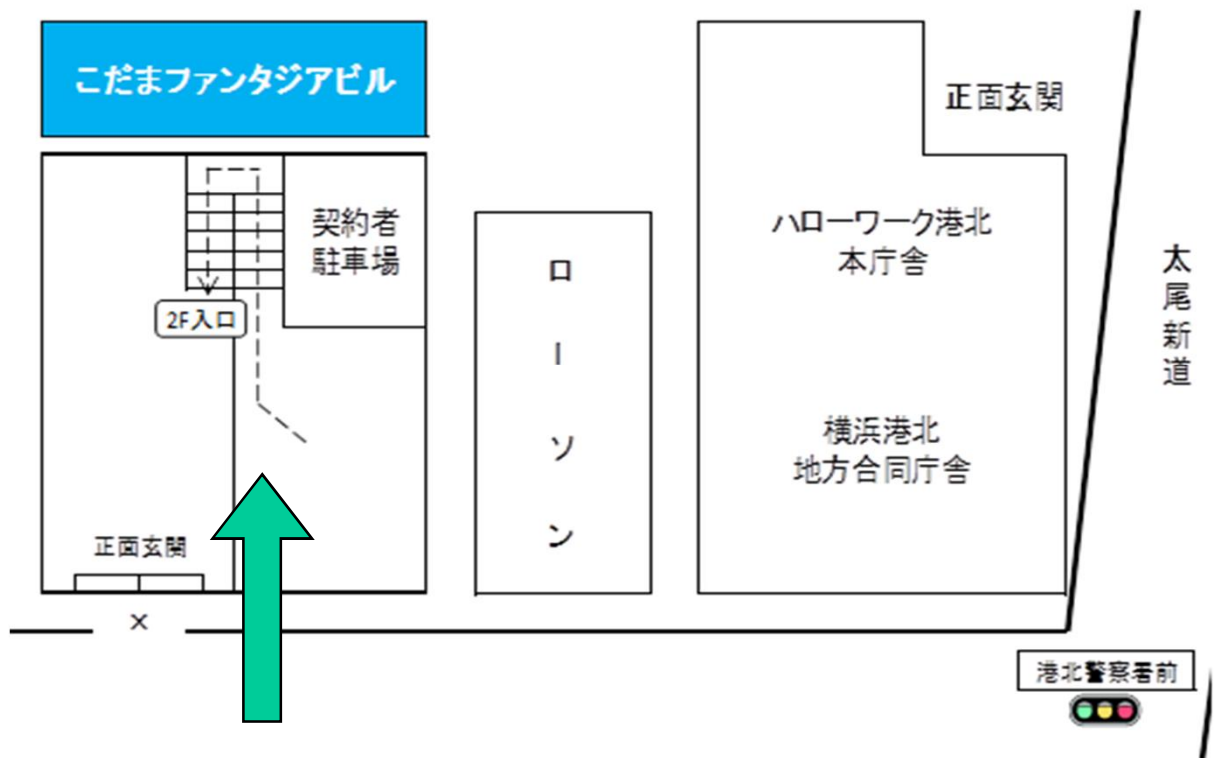 こだまファンタジアビル
正面玄関
契約者
駐車場
2F入口
正面玄関
×
ローソン
ハローワーク港北
本庁舎
横浜港北
地方合同庁舎
太尾新道
港北警察署前